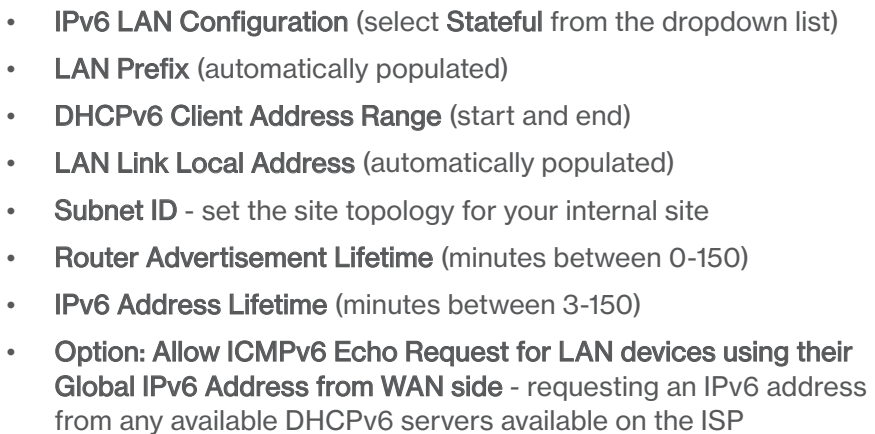 • IPv6 LAN Configuration (select Stateful from the dropdown list)
• LAN Prefix (automatically populated)
• DHCPv6 Client Address Range (start and end)
• LAN Link Local Address (automatically populated)
• Subnet ID - set the site topology for your internal site
• Router Advertisement Lifetime (minutes between 0-150)
• IPv6 Address Lifetime (minutes between 3-150)
• Option: Allow ICMPv6 Echo Request for LAN devices using their
Global IPv6 Address from WAN side - requesting an IPv6 address
from any available DHCPv6 servers available on the ISP